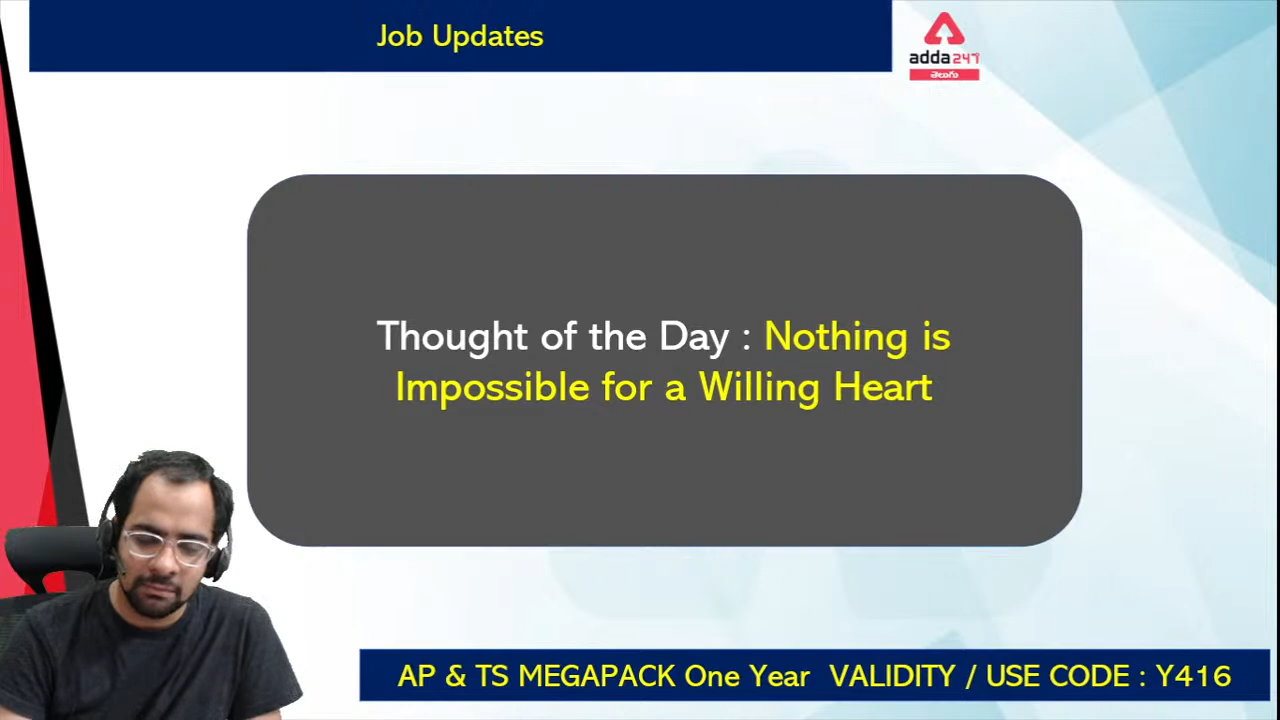 Job Updates
adda247
తెలుగు
Thought of the Day : Nothing is
Impossible for a Willing Heart
AP & TS MEGAPACK One Year VALIDITY / USE CODE : Y416